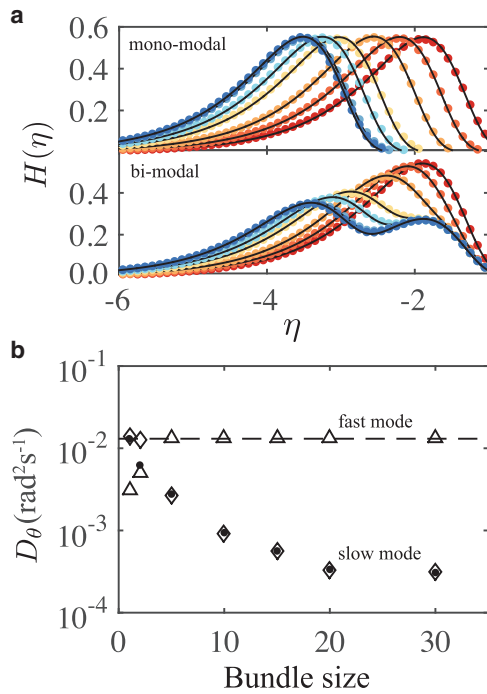 a
0.6
mono-modal
0.4
0.2
H(η)
bi-modal
0.4
0.2
0.0
-6 -4 -2
η
b
10⁻¹
fast mode
10⁻²
D_θ(rad²s⁻¹)
10⁻³
slow mode
10⁻⁴
0 10 20 30
Bundle size